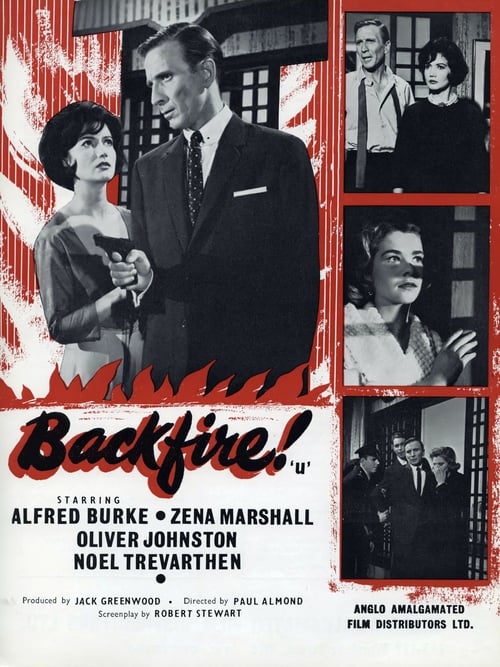 Backfire!
'U'
STARRING
ALFRED BURKE • ZENA MARSHALL
OLIVER JOHNSTON
NOEL TREVARTHEN
•
Produced by JACK GREENWOOD • Directed by PAUL ALMOND
Screenplay by ROBERT STEWART
ANGLO AMALGAMATED
FILM DISTRIBUTORS LTD.